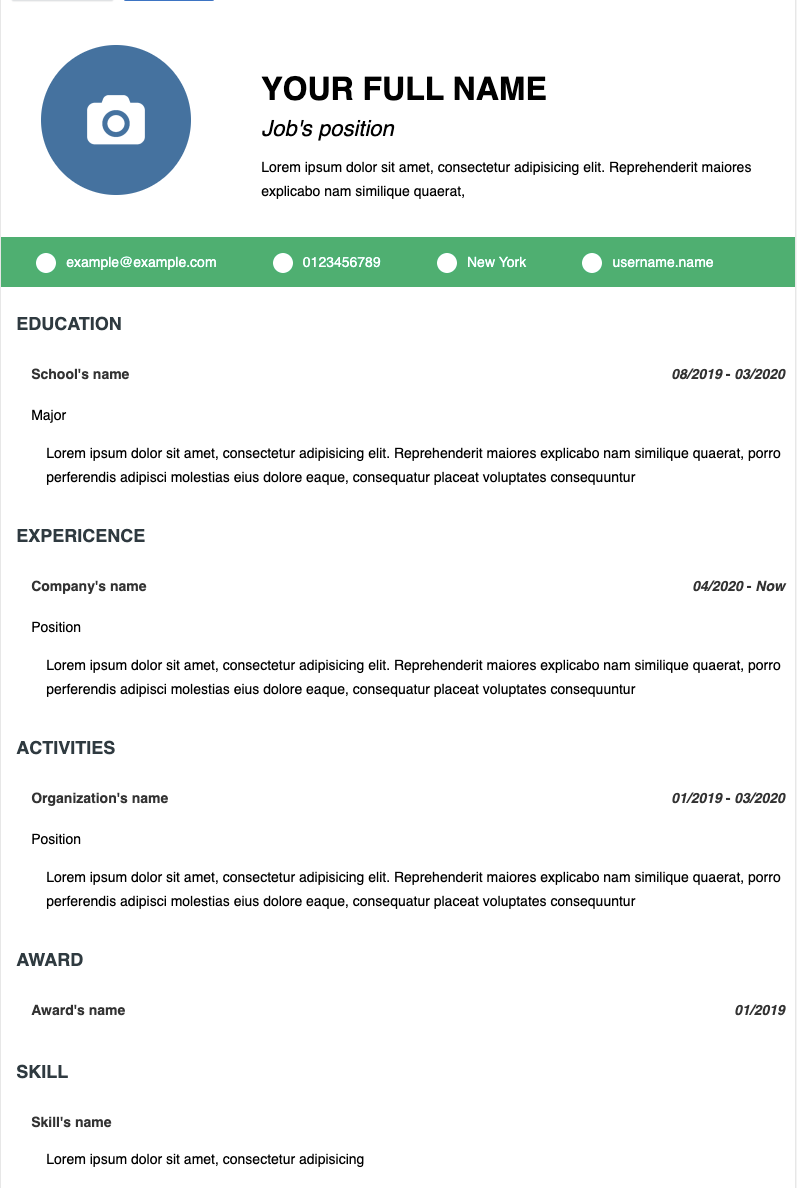 YOUR FULL NAME
Job's position
Lorem ipsum dolor sit amet, consectetur adipisicing elit. Reprehenderit maiores
explicabo nam similique quaerat,
example@example.com 0123456789 New York username.name
EDUCATION
School's name 08/2019 - 03/2020
Major
Lorem ipsum dolor sit amet, consectetur adipisicing elit. Reprehenderit maiores explicabo nam similique quaerat, porro
perferendis adipisci molestias eius dolore eaque, consequatur placeat voluptates consequuntur
EXPERICENCE
Company's name 04/2020 - Now
Position
Lorem ipsum dolor sit amet, consectetur adipisicing elit. Reprehenderit maiores explicabo nam similique quaerat, porro
perferendis adipisci molestias eius dolore eaque, consequatur placeat voluptates consequuntur
ACTIVITIES
Organization's name 01/2019 - 03/2020
Position
Lorem ipsum dolor sit amet, consectetur adipisicing elit. Reprehenderit maiores explicabo nam similique quaerat, porro
perferendis adipisci molestias eius dolore eaque, consequatur placeat voluptates consequuntur
AWARD
Award's name 01/2019
SKILL
Skill's name
Lorem ipsum dolor sit amet, consectetur adipisicing